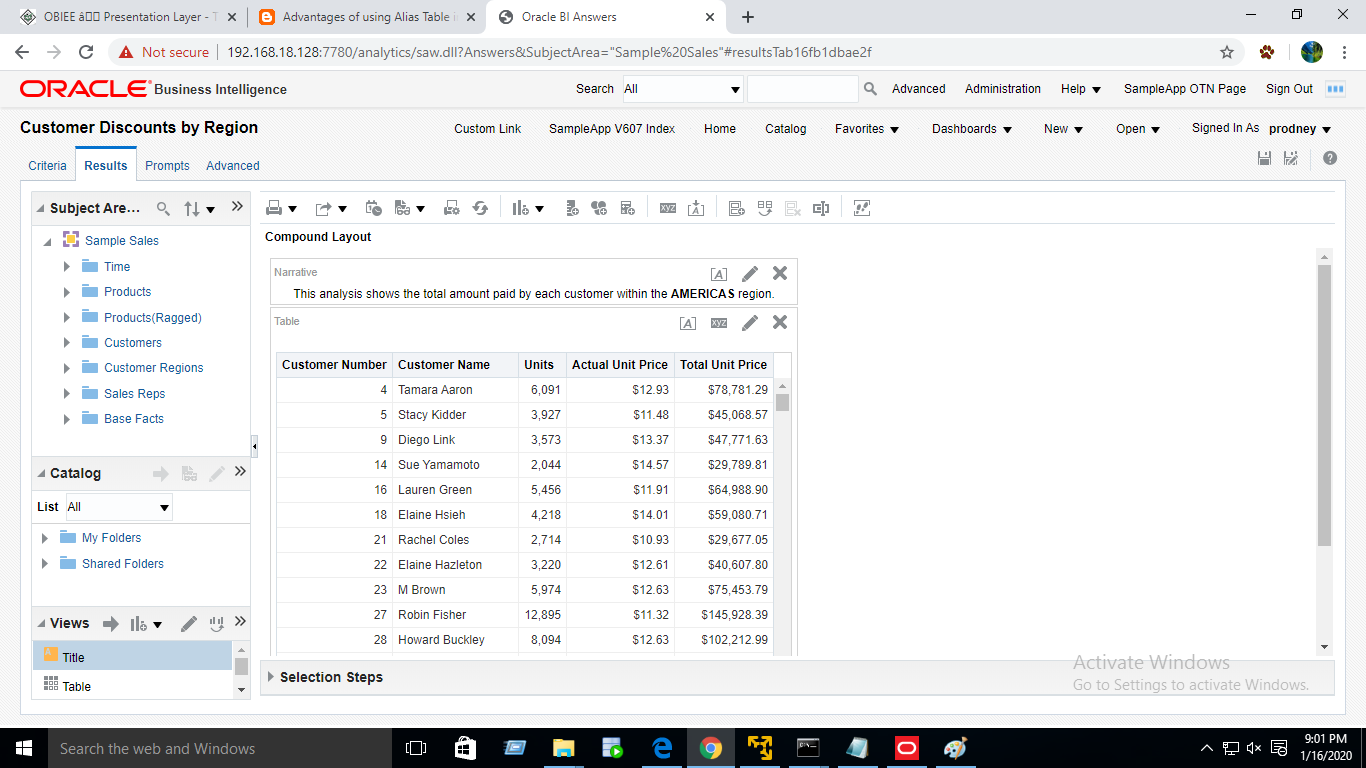 OBIEE â Presentation Layer - T
Advantages of using Alias Table i
Oracle BI Answers
Not secure
192.168.18.128:7780/analytics/saw.dll?Answers&SubjectArea="Sample%20Sales"#resultsTab16fb1dbae2f
ORACLE Business Intelligence
Search All Advanced Administration Help SampleApp OTN Page Sign Out
Customer Discounts by Region
Custom Link SampleApp V607 Index Home Catalog Favorites Dashboards New Open Signed In As prodney
Criteria Results Prompts Advanced
Subject Are...
Sample Sales
Time
Products
Products(Ragged)
Customers
Customer Regions
Sales Reps
Base Facts
Catalog
List All
My Folders
Shared Folders
Views
Title
Table
xyz
Compound Layout
Narrative
A
This analysis shows the total amount paid by each customer within the AMERICAS region.
Table
A xyz
Customer Number Customer Name Units Actual Unit Price Total Unit Price
4 Tamara Aaron 6,091 $12.93 $78,781.29
5 Stacy Kidder 3,927 $11.48 $45,068.57
9 Diego Link 3,573 $13.37 $47,771.63
14 Sue Yamamoto 2,044 $14.57 $29,789.81
16 Lauren Green 5,456 $11.91 $64,988.90
18 Elaine Hsieh 4,218 $14.01 $59,080.71
21 Rachel Coles 2,714 $10.93 $29,677.05
22 Elaine Hazleton 3,220 $12.61 $40,607.80
23 M Brown 5,974 $12.63 $75,453.79
27 Robin Fisher 12,895 $11.32 $145,928.39
28 Howard Buckley 8,094 $12.63 $102,212.99
Selection Steps
Activate Windows
Go to Settings to activate Windows.
Search the web and Windows
9:01 PM
1/16/2020